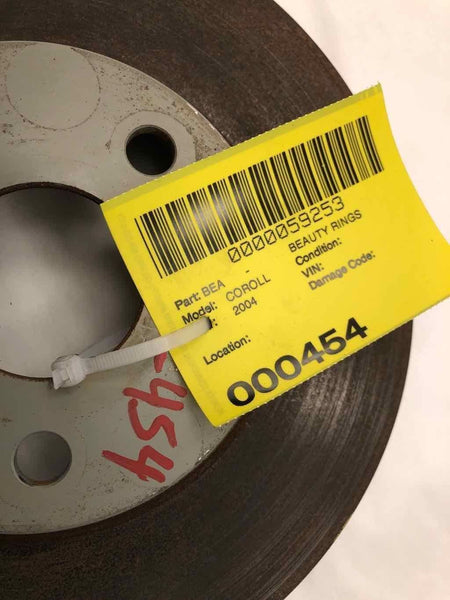 0000059253
Part: BEA - BEAUTY RINGS
Model: COROLL Condition:
: 2004 VIN:
Damage Code:
Location:
000454
-454